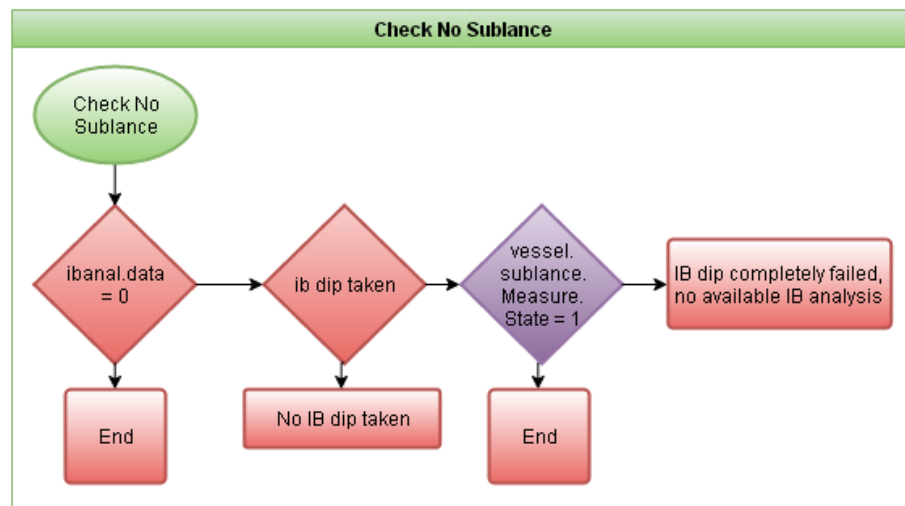 Check No Sublance
Check No
Sublance
ibanal.data
= 0
ib dip taken
vessel.
sublance.
Measure.
State = 1
IB dip completely failed,
no available IB analysis
End
No IB dip taken
End